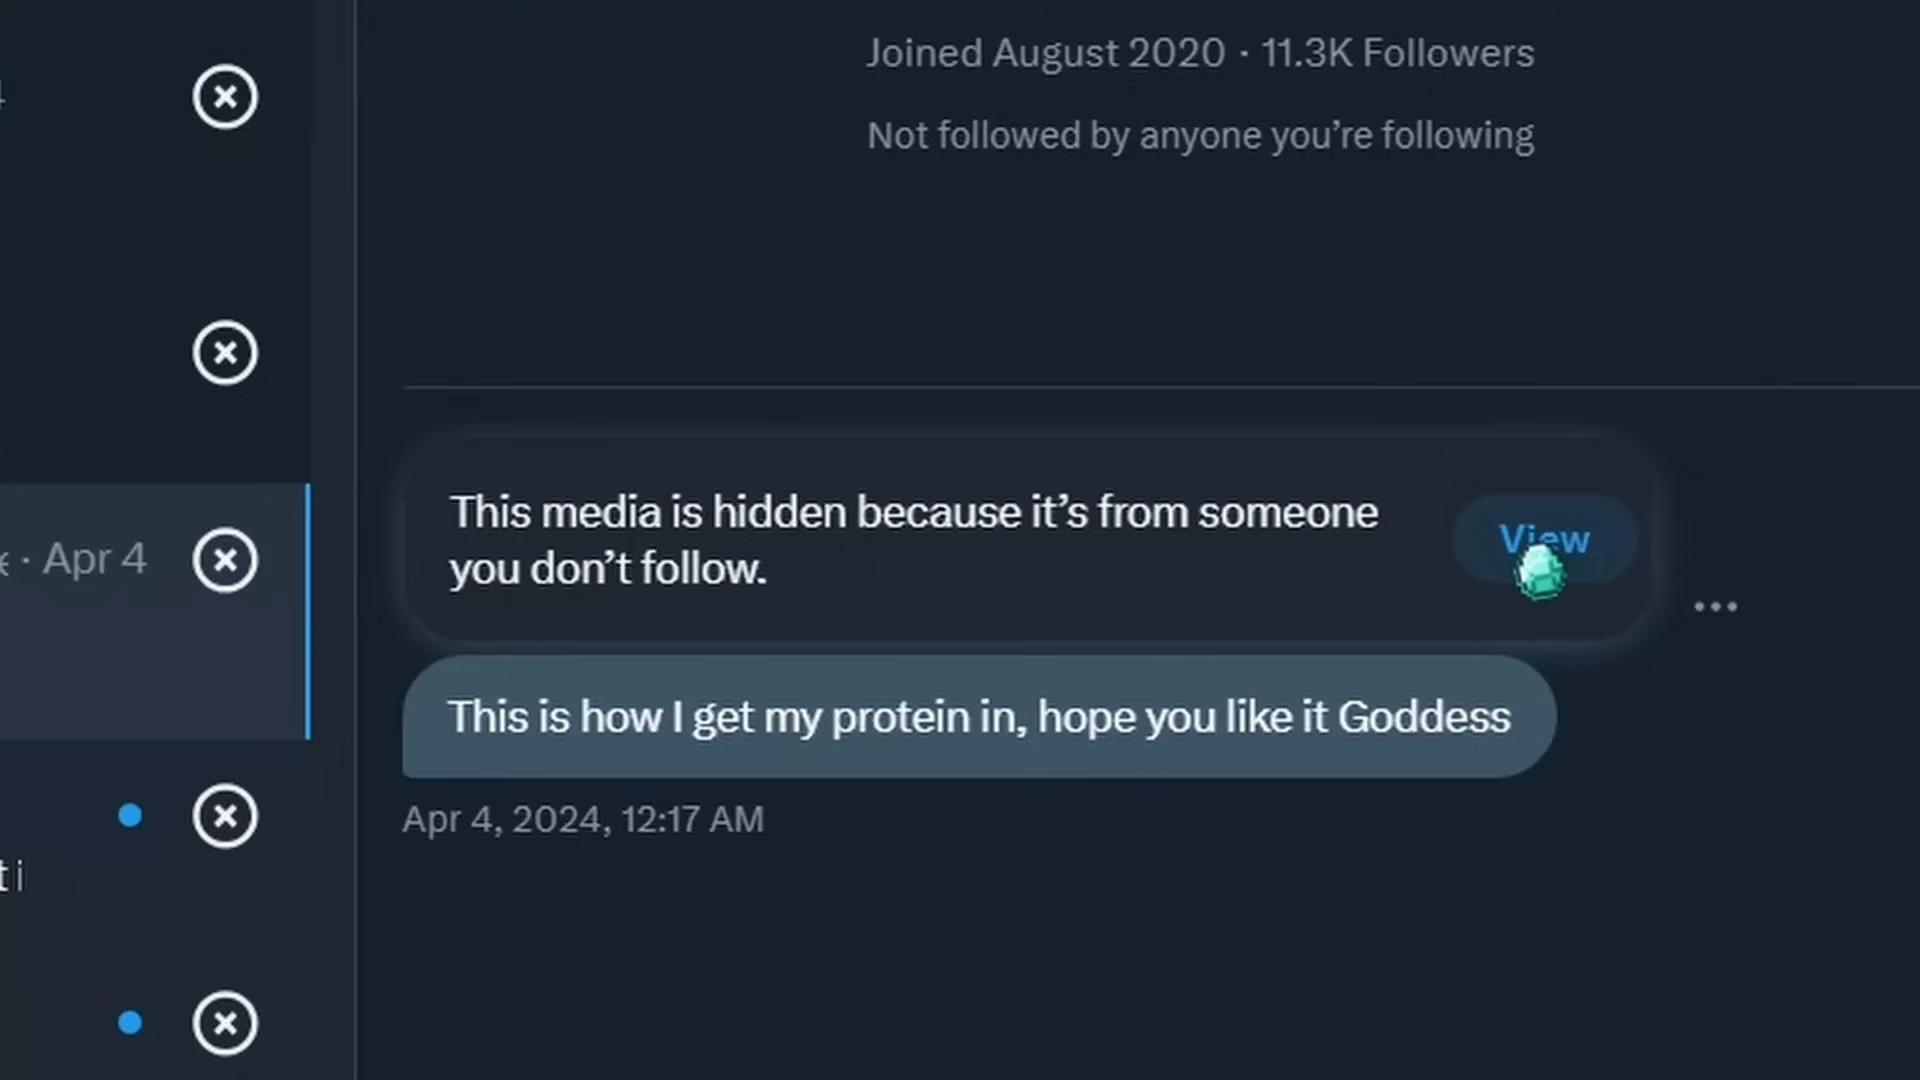 Joined August 2020 · 11.3K Followers
Not followed by anyone you’re following
This media is hidden because it’s from someone
you don’t follow.
View
· Apr 4
This is how I get my protein in, hope you like it Goddess
Apr 4, 2024, 12:17 AM
t i